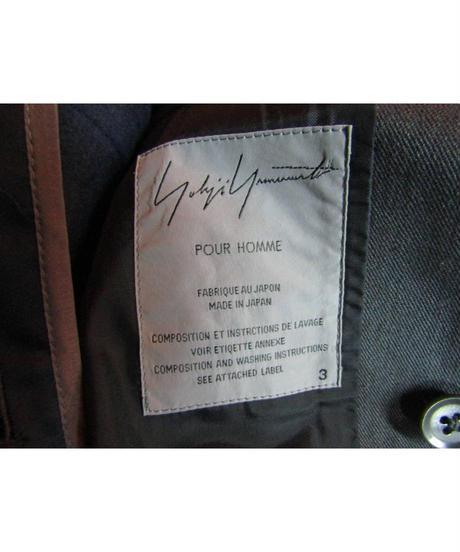 Yohji Yamamoto
POUR HOMME
FABRIQUE AU JAPON
MADE IN JAPAN
COMPOSITION ET INSTRCTIONS DE LAVAGE
VOIR ETIQETTE ANNEXE
COMPOSITION AND WASHING INSTRUCTIONS
SEE ATTACHED LABEL
3